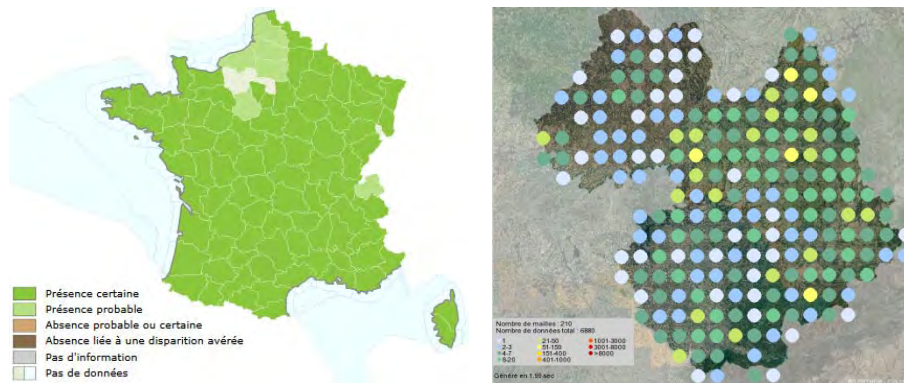 Présence certaine
Présence probable
Absence probable ou certaine
Absence liée à une disparition avérée
Pas d'information
Pas de données
Nombre de mailles : 210
Nombre de données total : 6880
1 21-50 1001-3000
2-3 51-150 3001-8000
4-7 151-400 >8000
8-20 401-1000
Généré en 1.98 sec